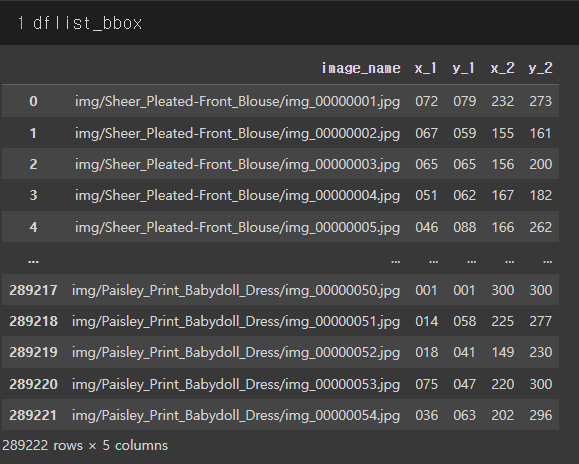 1 dflist_bbox
image_name x_1 y_1 x_2 y_2
0 img/Sheer_Pleated-Front_Blouse/img_00000001.jpg 072 079 232 273
1 img/Sheer_Pleated-Front_Blouse/img_00000002.jpg 067 059 155 161
2 img/Sheer_Pleated-Front_Blouse/img_00000003.jpg 065 065 156 200
3 img/Sheer_Pleated-Front_Blouse/img_00000004.jpg 051 062 167 182
4 img/Sheer_Pleated-Front_Blouse/img_00000005.jpg 046 088 166 262
... ... ... ... ... ...
289217 img/Paisley_Print_Babydoll_Dress/img_00000050.jpg 001 001 300 300
289218 img/Paisley_Print_Babydoll_Dress/img_00000051.jpg 014 058 225 277
289219 img/Paisley_Print_Babydoll_Dress/img_00000052.jpg 018 041 149 230
289220 img/Paisley_Print_Babydoll_Dress/img_00000053.jpg 075 047 220 300
289221 img/Paisley_Print_Babydoll_Dress/img_00000054.jpg 036 063 202 296
289222 rows × 5 columns